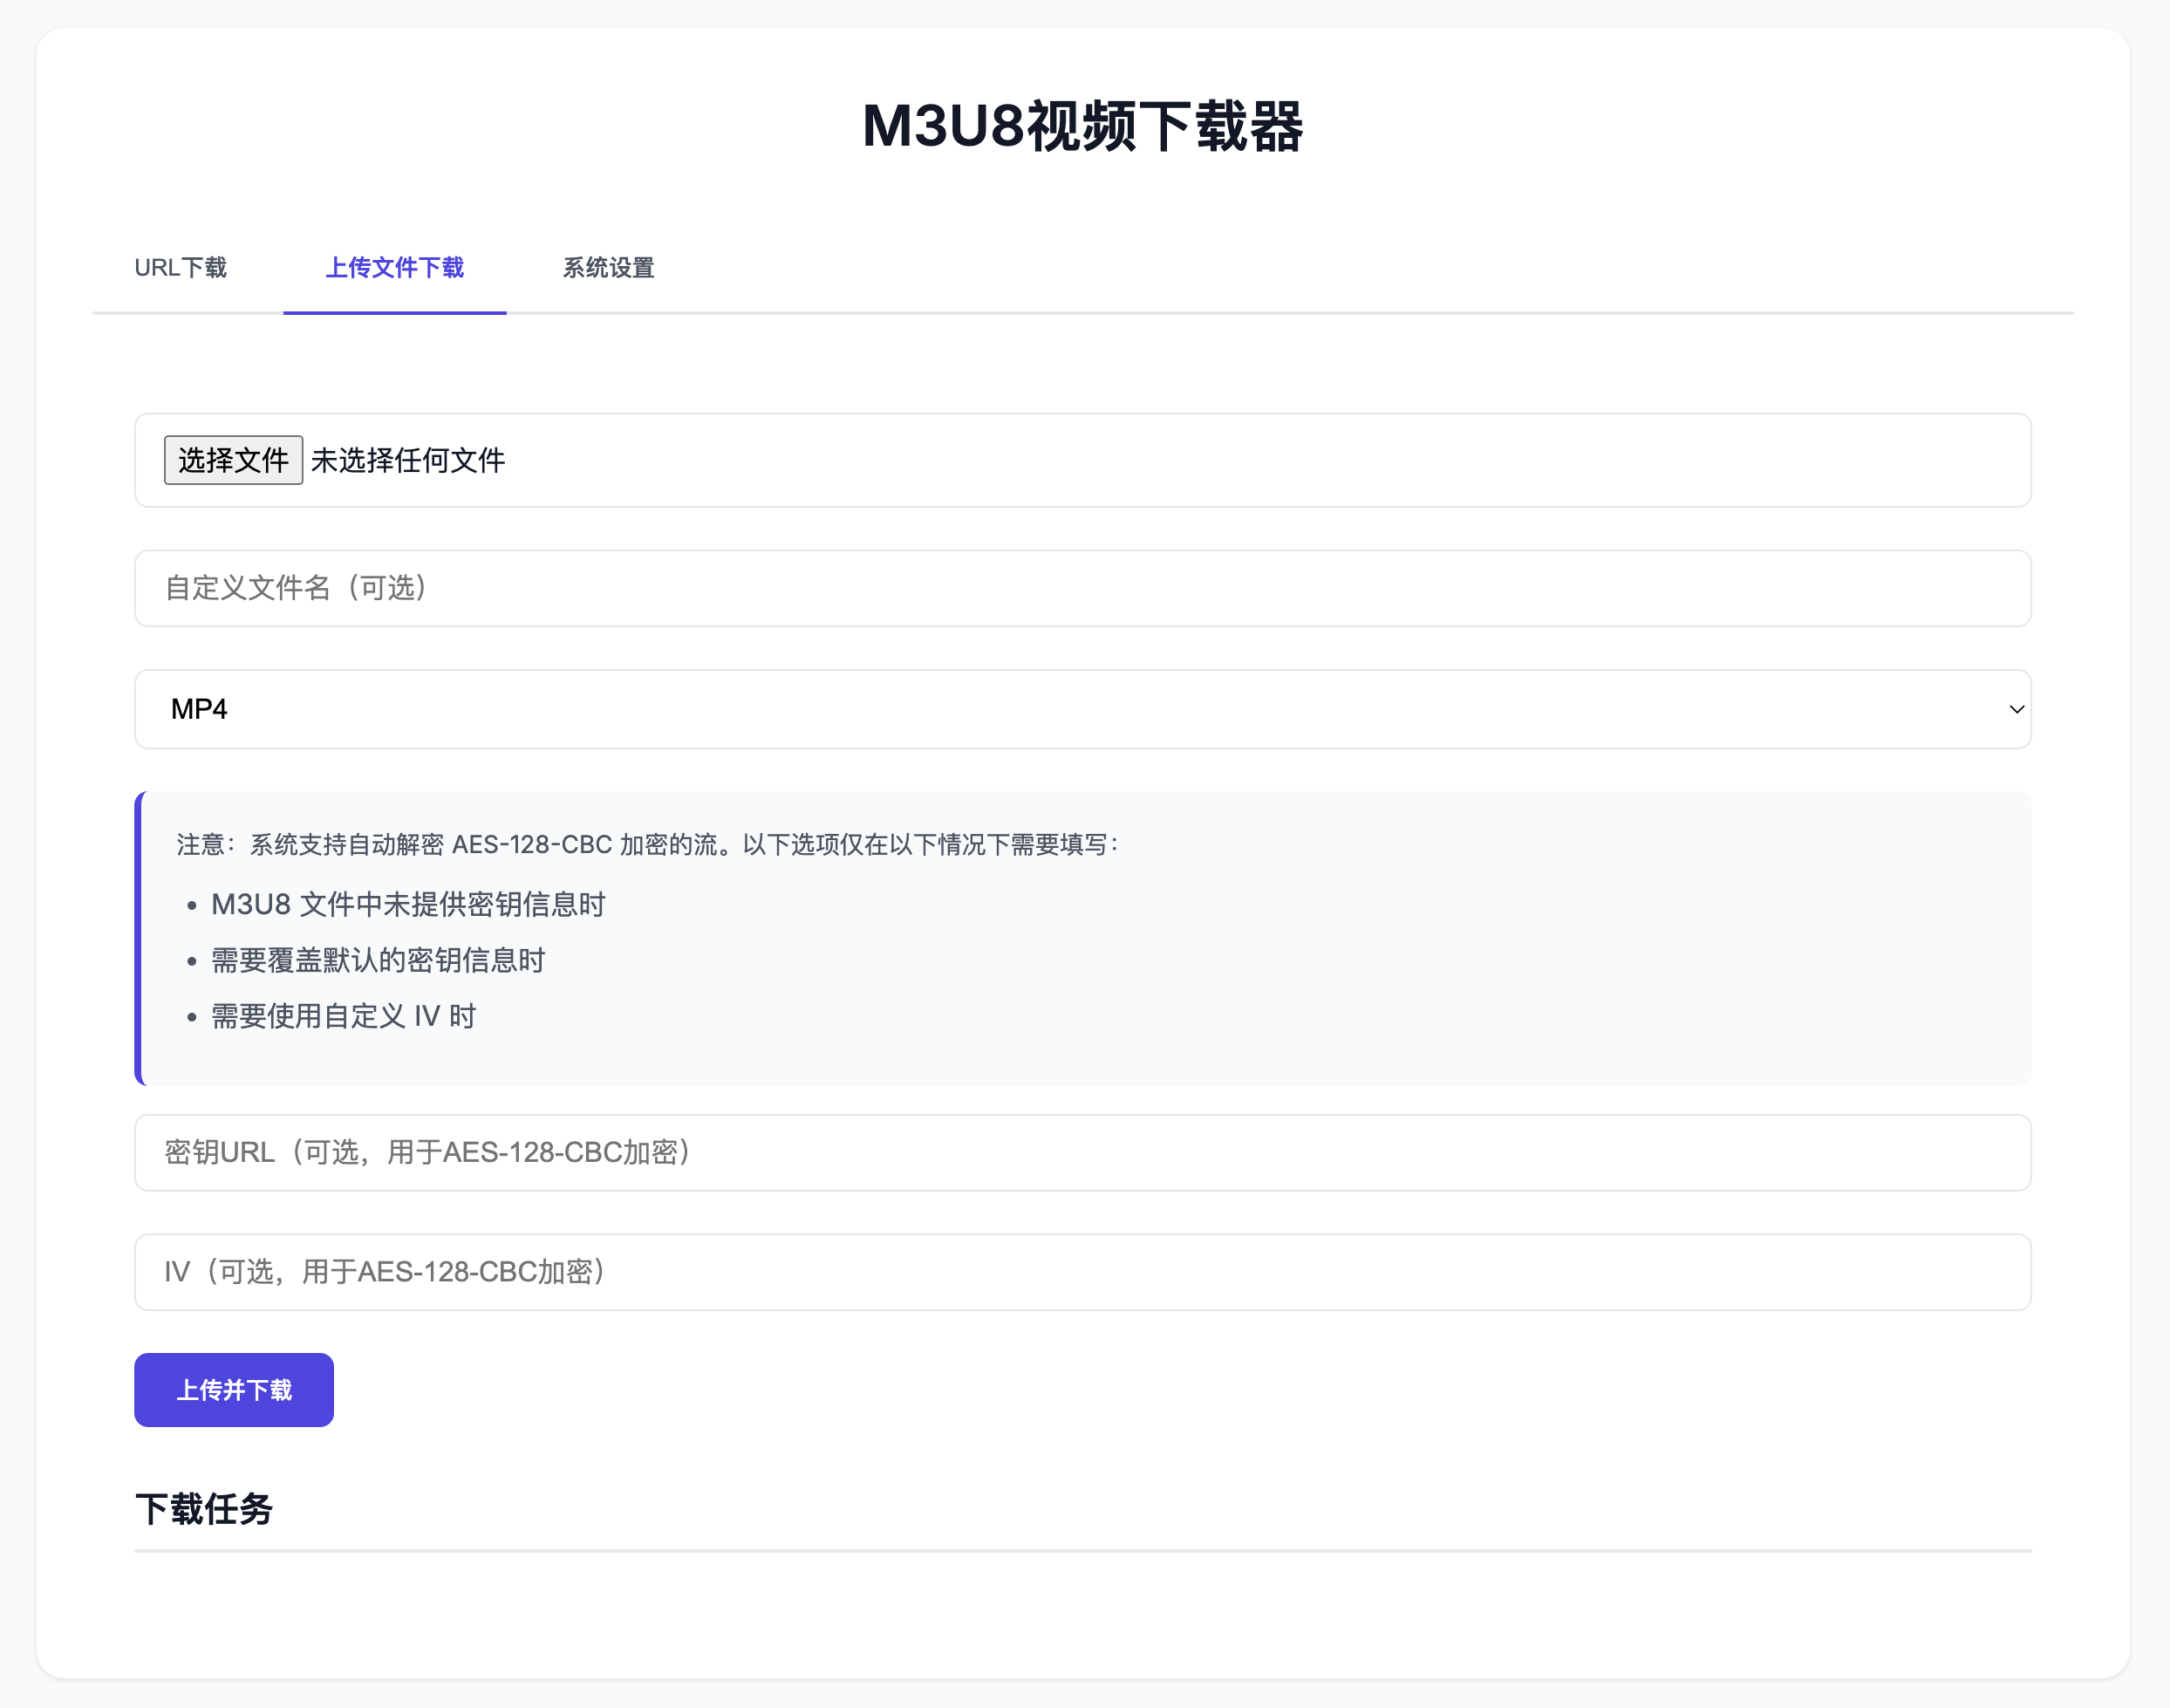 M3U8视频下载器
URL下载
上传文件下载
系统设置
选择文件 未选择任何文件
自定义文件名（可选）
MP4
注意：系统支持自动解密 AES-128-CBC 加密的流。以下选项仅在以下情况下需要填写：
M3U8 文件中未提供密钥信息时
需要覆盖默认的密钥信息时
需要使用自定义 IV 时
密钥URL（可选，用于AES-128-CBC加密）
IV（可选，用于AES-128-CBC加密）
上传并下载
下载任务